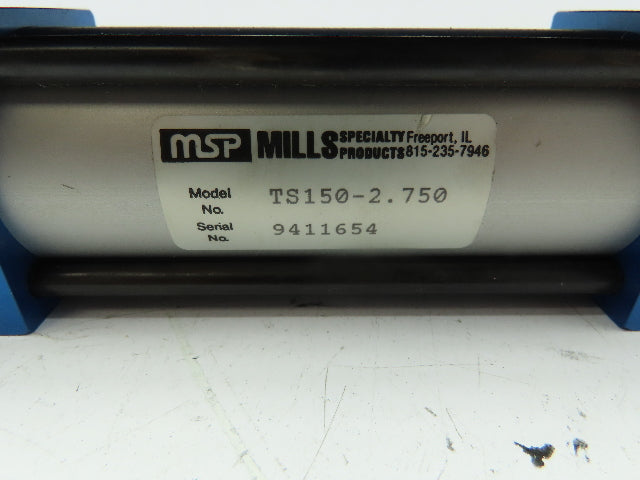 msp MILLS SPECIALTY Freeport, IL
PRODUCTS 815-235-7946
Model No. TS150-2.750
Serial No. 9411654